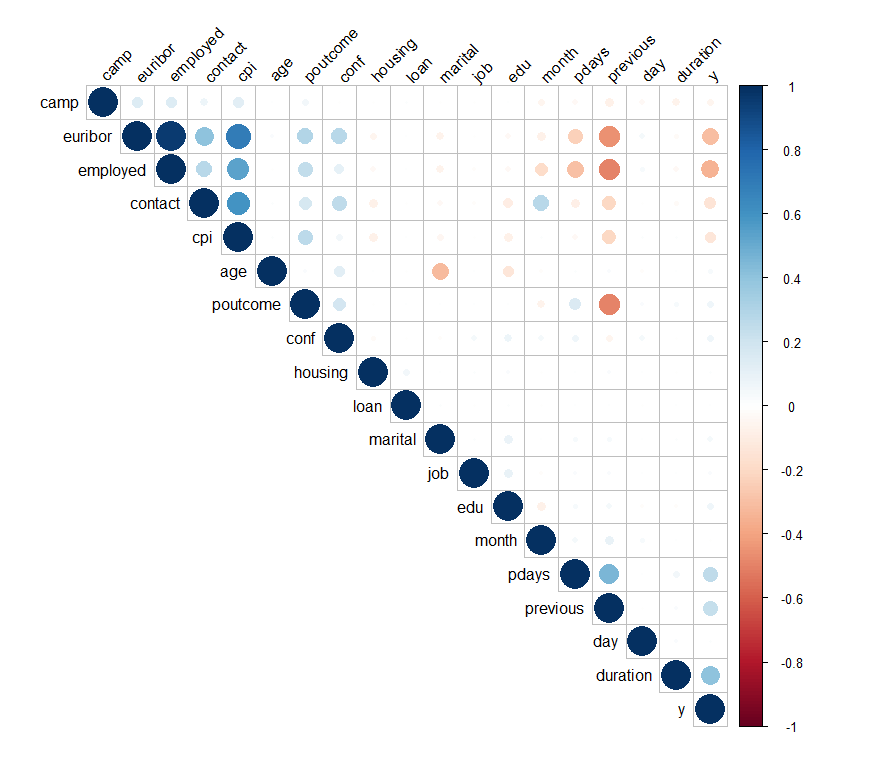 camp
euribor
employed
contact
cpi
age
poutcome
conf
housing
loan
marital
job
edu
month
pdays
previous
day
duration
y
camp
euribor
employed
contact
cpi
age
poutcome
conf
housing
loan
marital
job
edu
month
pdays
previous
day
duration
y
1
0.8
0.6
0.4
0.2
0
-0.2
-0.4
-0.6
-0.8
-1